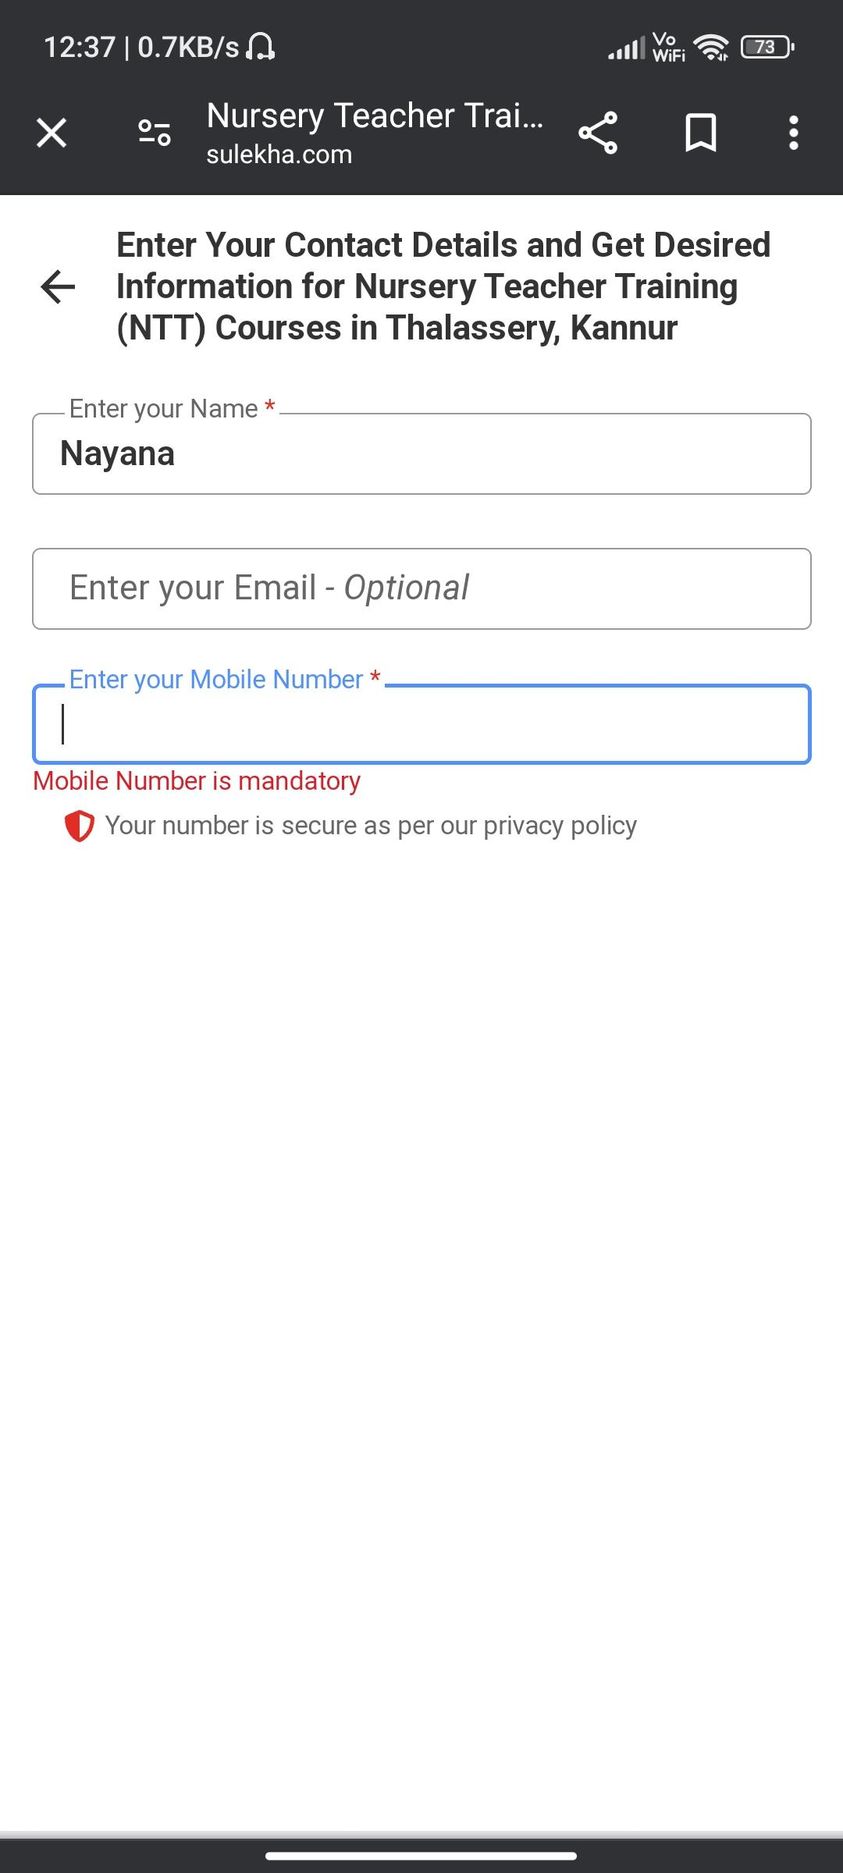 12:37 | 0.7KB/s
Vo
WiFi
73
Nursery Teacher Trai...
sulekha.com
Enter Your Contact Details and Get Desired
Information for Nursery Teacher Training
(NTT) Courses in Thalassery, Kannur
Enter your Name *
Nayana
Enter your Email - Optional
Enter your Mobile Number *
Mobile Number is mandatory
Your number is secure as per our privacy policy